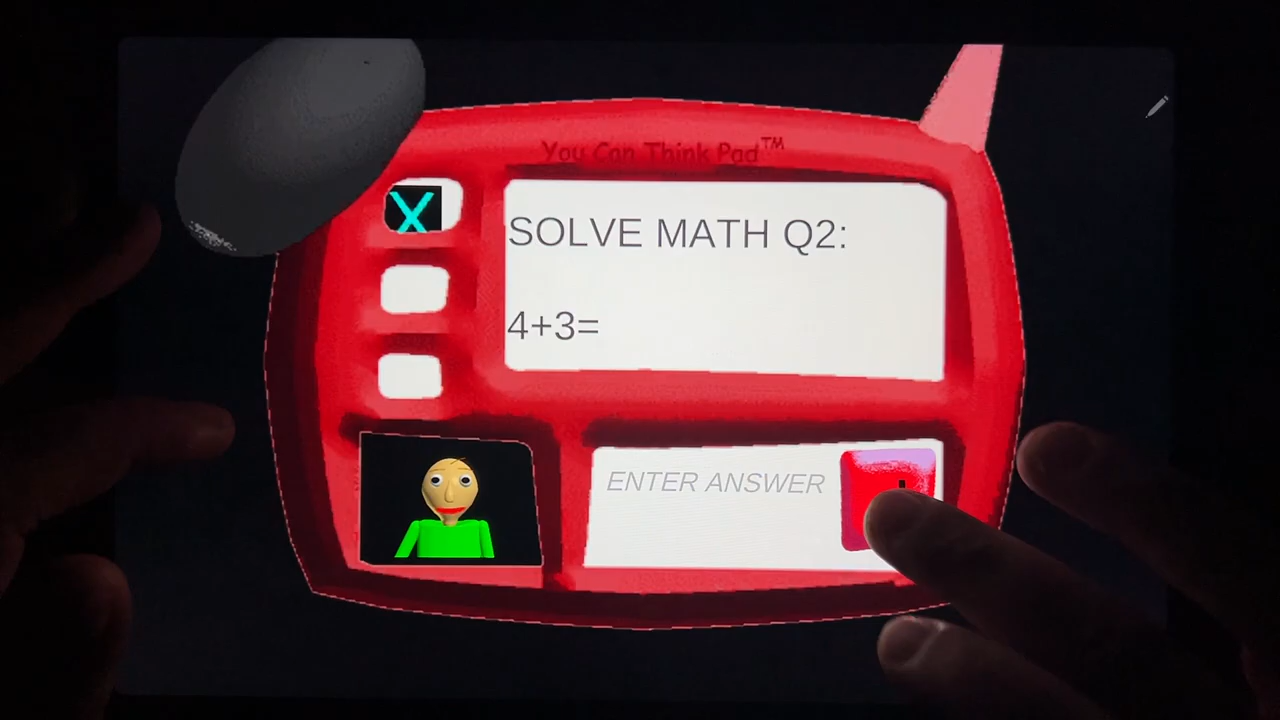 You Can Think Pad™
X
SOLVE MATH Q2:
4+3=
ENTER ANSWER